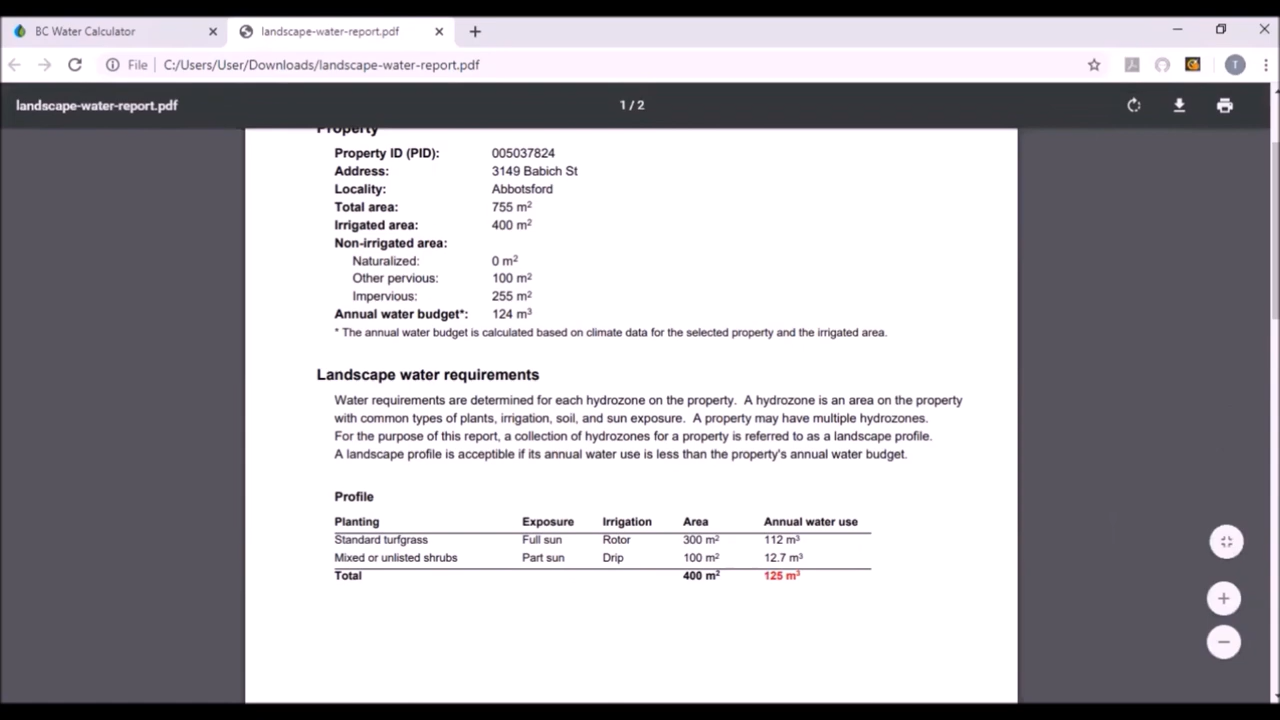 BC Water Calculator
landscape-water-report.pdf
File C:/Users/User/Downloads/landscape-water-report.pdf
T
landscape-water-report.pdf
1 / 2
Property
Property ID (PID): 005037824
Address: 3149 Babich St
Locality: Abbotsford
Total area: 755 m²
Irrigated area: 400 m²
Non-irrigated area:
Naturalized: 0 m²
Other pervious: 100 m²
Impervious: 255 m²
Annual water budget*: 124 m³
* The annual water budget is calculated based on climate data for the selected property and the irrigated area.
Landscape water requirements
Water requirements are determined for each hydrozone on the property. A hydrozone is an area on the property
with common types of plants, irrigation, soil, and sun exposure. A property may have multiple hydrozones.
For the purpose of this report, a collection of hydrozones for a property is referred to as a landscape profile.
A landscape profile is acceptible if its annual water use is less than the property's annual water budget.
Profile
Planting Exposure Irrigation Area Annual water use
Standard turfgrass Full sun Rotor 300 m² 112 m³
Mixed or unlisted shrubs Part sun Drip 100 m² 12.7 m³
Total 400 m² 125 m³